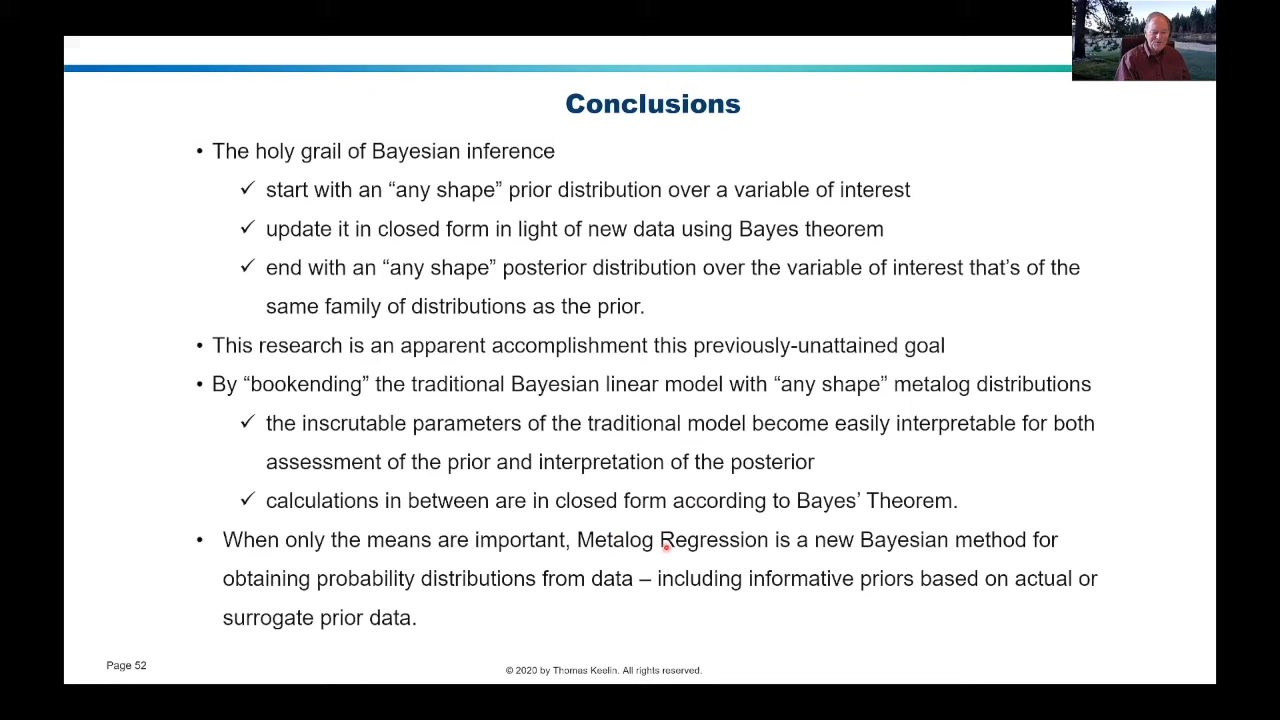 Conclusions
• The holy grail of Bayesian inference
✓ start with an “any shape” prior distribution over a variable of interest
✓ update it in closed form in light of new data using Bayes theorem
✓ end with an “any shape” posterior distribution over the variable of interest that’s of the
same family of distributions as the prior.
• This research is an apparent accomplishment this previously-unattained goal
• By “bookending” the traditional Bayesian linear model with “any shape” metalog distributions
✓ the inscrutable parameters of the traditional model become easily interpretable for both
assessment of the prior and interpretation of the posterior
✓ calculations in between are in closed form according to Bayes’ Theorem.
• When only the means are important, Metalog Regression is a new Bayesian method for
obtaining probability distributions from data – including informative priors based on actual or
surrogate prior data.
Page 52
© 2020 by Thomas Keelin. All rights reserved.